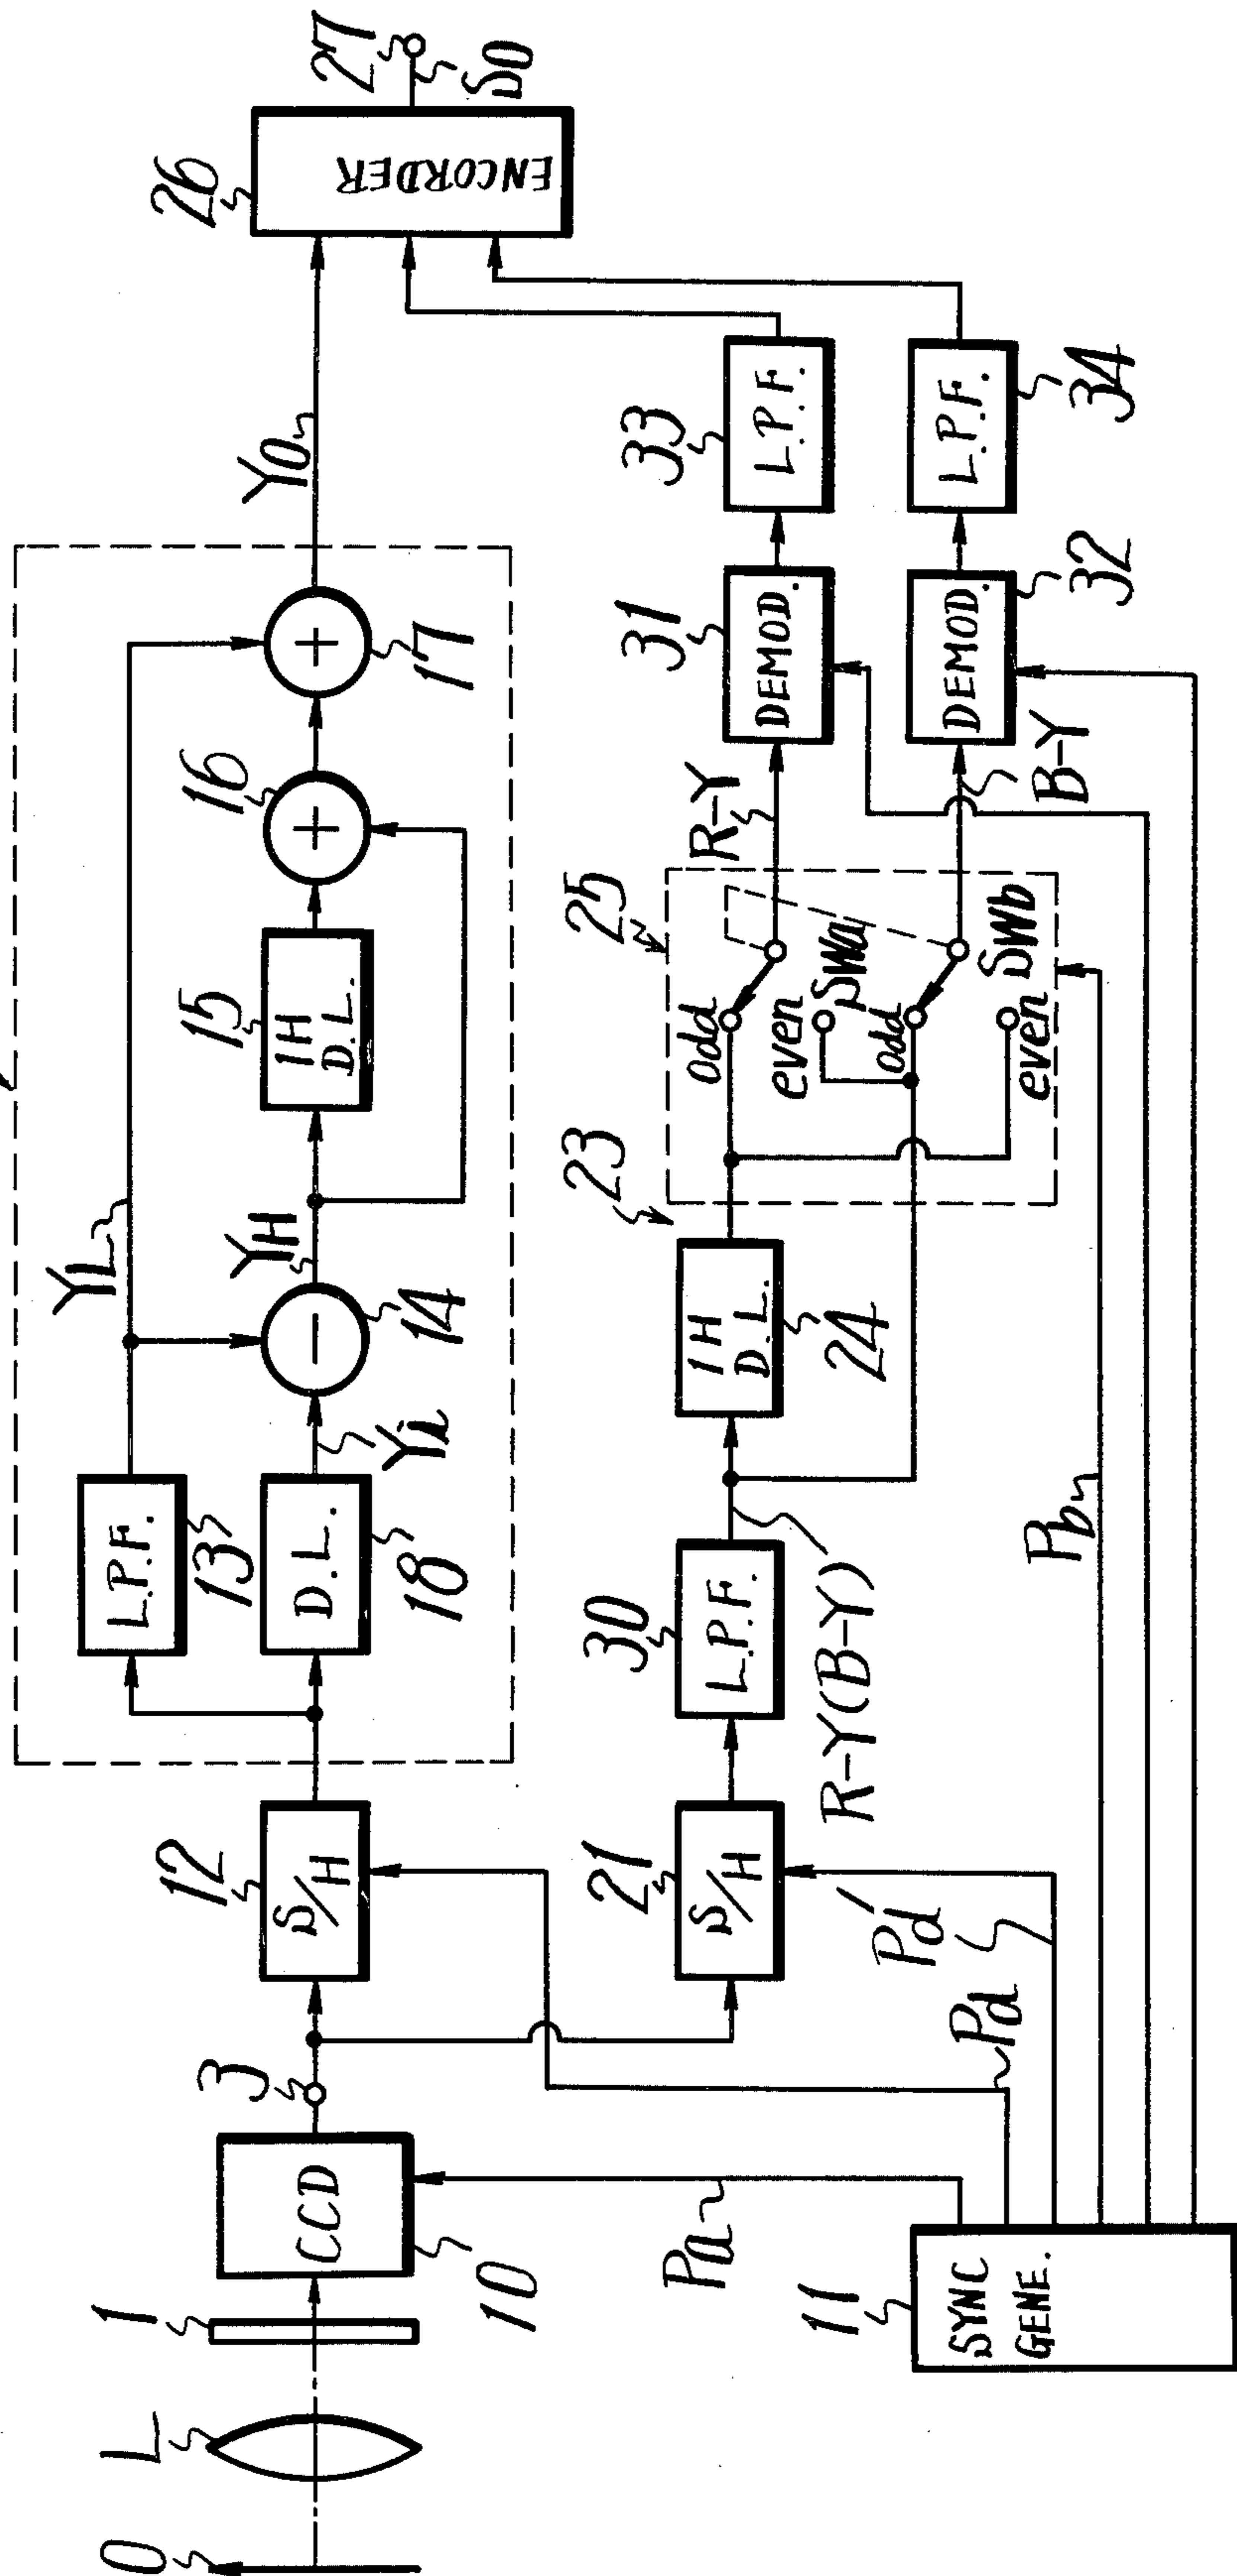 O
L
1
CCD
10
3
S/H
12
L.P.F.
13
D.L.
18
Yi
14
YL
YH
1H
D.L.
15
16
17
YO
ENCORDER
26
27
SO
S/H
21
L.P.F.
30
R-Y(B-Y)
1H
D.L.
24
23
25
odd
even
SWa
odd
even
SWb
R-Y
B-Y
DEMOD.
31
DEMOD.
32
L.P.F.
33
L.P.F.
34
SYNC
GENE.
11
Pa
Pd
Pd'
Pb